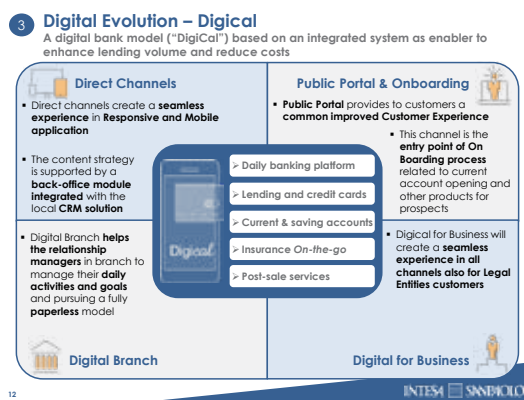 3
Digital Evolution – Digical
A digital bank model (“DigiCal”) based on an integrated system as enabler to
enhance lending volume and reduce costs
Direct Channels
▪ Direct channels create a seamless
experience in Responsive and Mobile
application
▪ The content strategy
is supported by a
back-office module
integrated with the
local CRM solution
Public Portal & Onboarding
▪ Public Portal provides to customers a
common improved Customer Experience
▪ This channel is the
entry point of On
Boarding process
related to current
account opening and
other products for
prospects
Digical
➢ Daily banking platform
➢ Lending and credit cards
➢ Current & saving accounts
➢ Insurance On-the-go
➢ Post-sale services
▪ Digital Branch helps
the relationship
managers in branch to
manage their daily
activities and goals
and pursuing a fully
paperless model
Digital Branch
▪ Digical for Business will
create a seamless
experience in all
channels also for Legal
Entities customers
Digital for Business
12
INTESA SANPAOLO